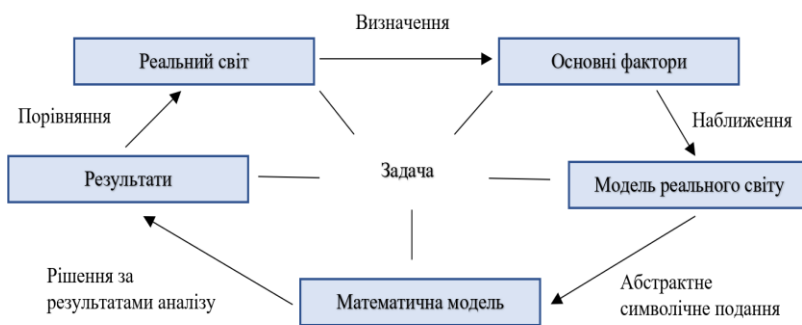 Визначення
Реальний світ
Основні фактори
Порівняння
Наближення
Результати
Задача
Модель реального світу
Рішення за
результатами аналізу
Математична модель
Абстрактне
символічне подання